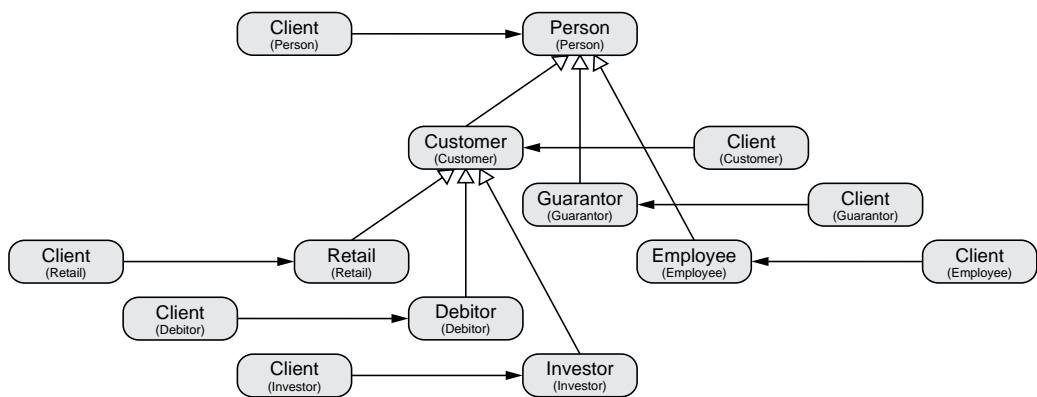 Client
(Person)
Person
(Person)
Customer
(Customer)
Client
(Customer)
Guarantor
(Guarantor)
Client
(Guarantor)
Client
(Retail)
Retail
(Retail)
Employee
(Employee)
Client
(Employee)
Client
(Debitor)
Debitor
(Debitor)
Client
(Investor)
Investor
(Investor)